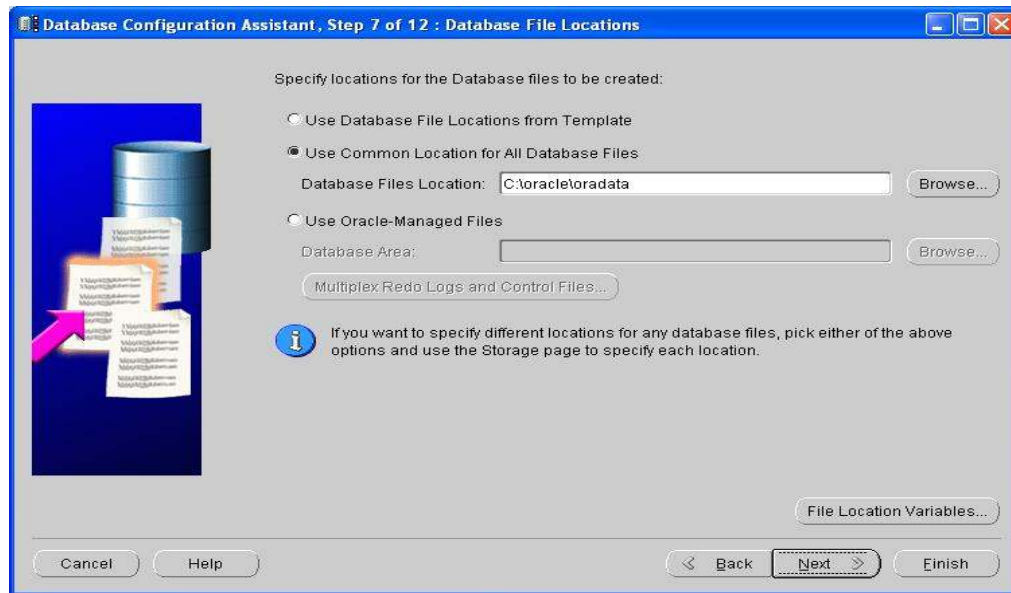 Database Configuration Assistant, Step 7 of 12 : Database File Locations
Specify locations for the Database files to be created:
Use Database File Locations from Template
Use Common Location for All Database Files
Database Files Location: C:\oracle\oradata Browse...
Use Oracle-Managed Files
Database Area: Browse...
Multiplex Redo Logs and Control Files...
If you want to specify different locations for any database files, pick either of the above
options and use the Storage page to specify each location.
File Location Variables...
Cancel Help Back Next Finish